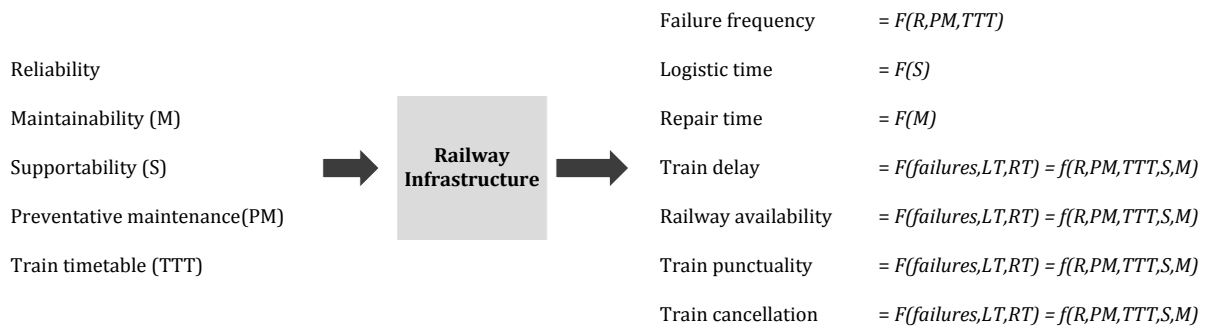 Reliability
Maintainability (M)
Supportability (S)
Preventative maintenance(PM)
Train timetable (TTT)
Railway
Infrastructure
Failure frequency = F(R,PM,TTT)
Logistic time = F(S)
Repair time = F(M)
Train delay = F(failures,LT,RT) = f(R,PM,TTT,S,M)
Railway availability = F(failures,LT,RT) = f(R,PM,TTT,S,M)
Train punctuality = F(failures,LT,RT) = f(R,PM,TTT,S,M)
Train cancellation = F(failures,LT,RT) = f(R,PM,TTT,S,M)